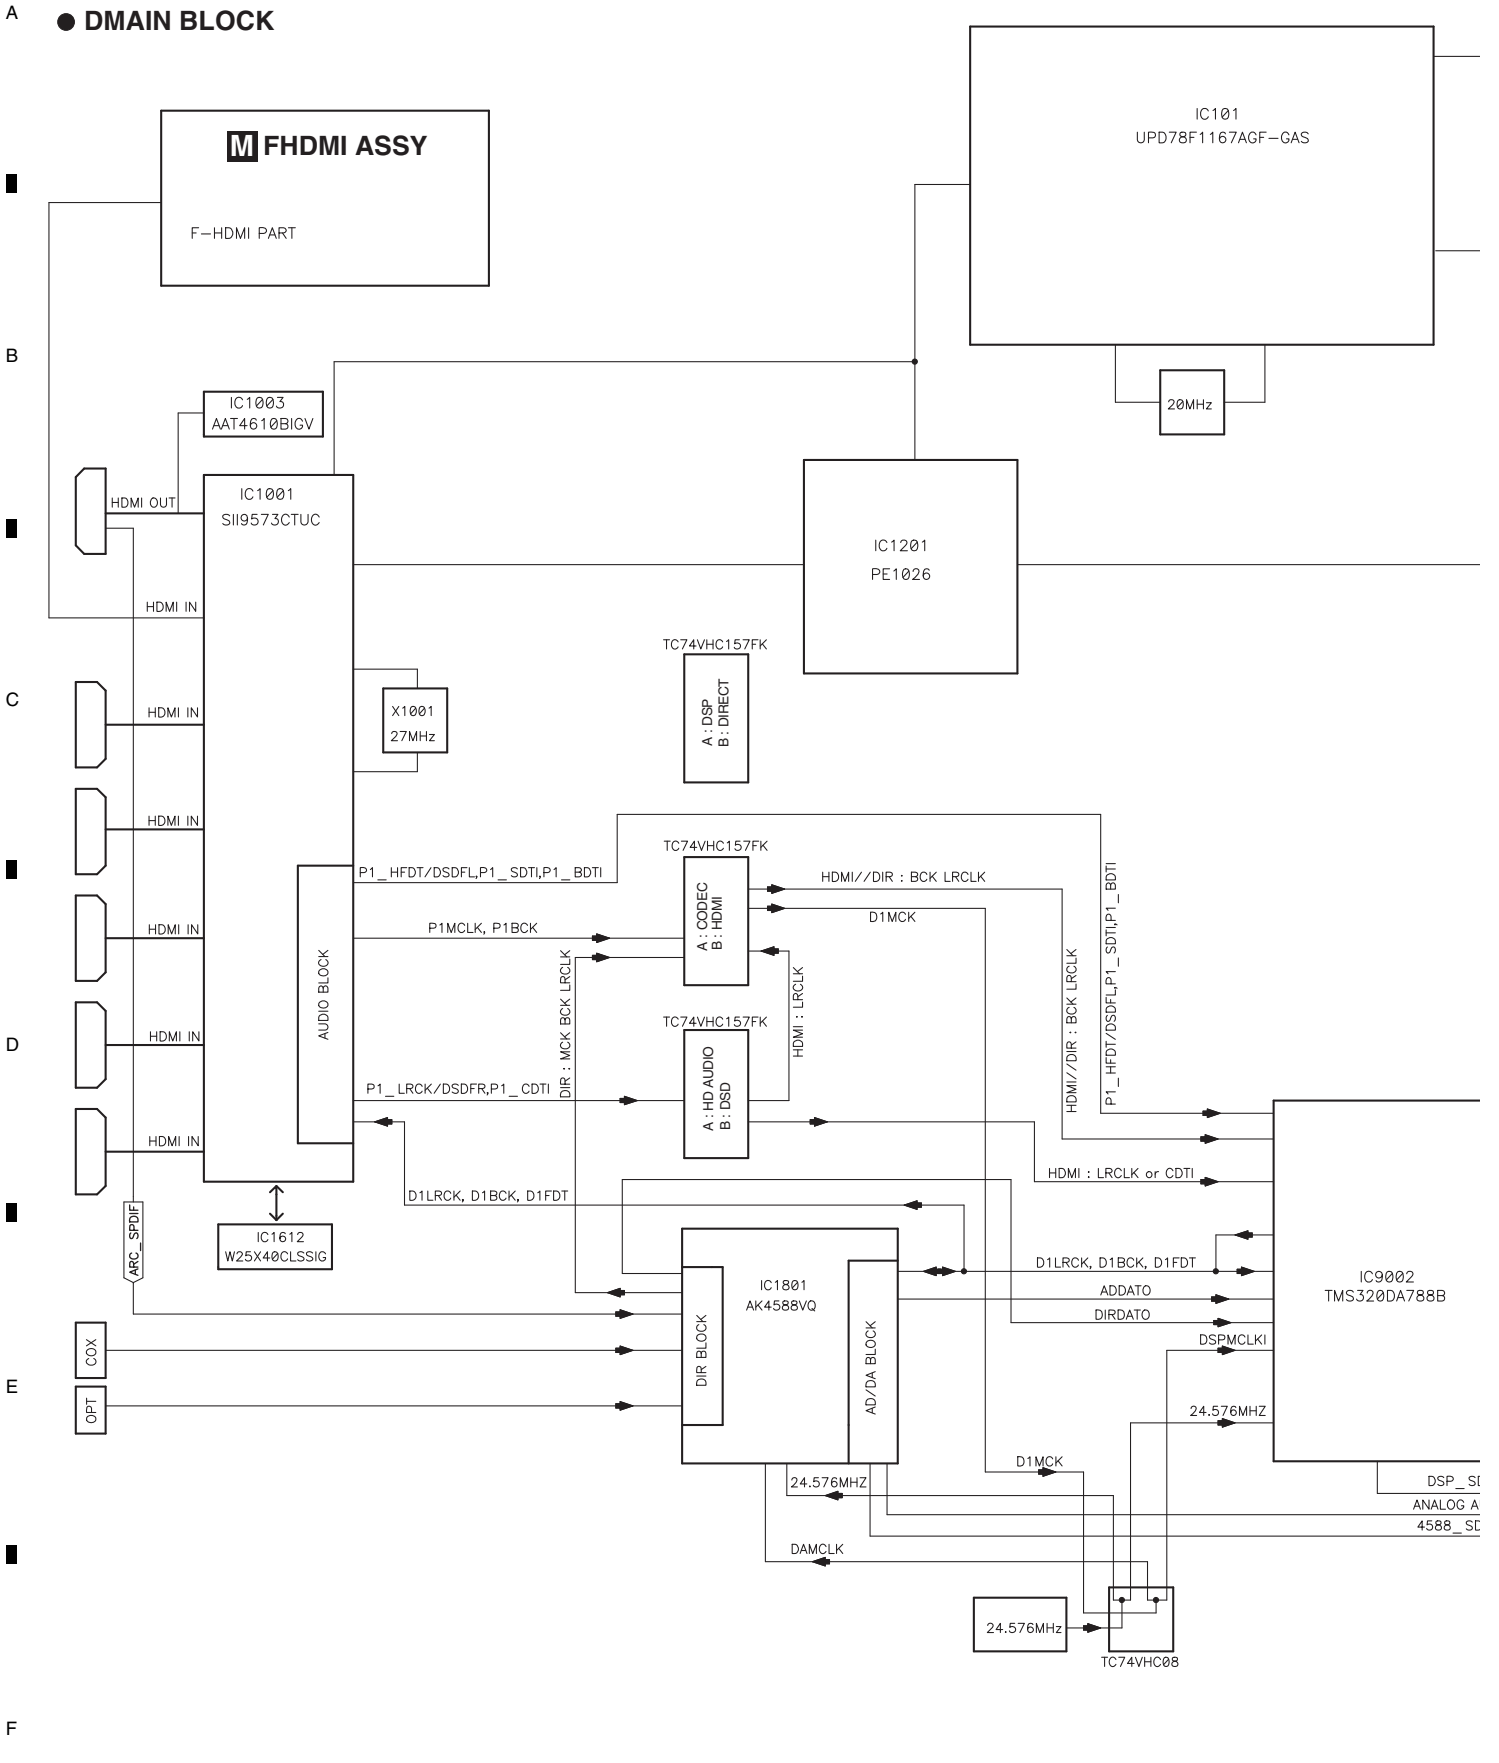 A
● DMAIN BLOCK
IC101
UPD78F1167AGF-GAS
M FHDMI ASSY
F-HDMI PART
B
20MHz
IC1003
AAT4610BIGV
HDMI OUT
IC1001
SII9573CTUC
IC1201
PE1026
HDMI IN
TC74VHC157FK
A : DSP
B : DIRECT
C
HDMI IN
X1001
27MHz
HDMI IN
TC74VHC157FK
P1_HFDT/DSDFL,P1_SDTI,P1_BDTI
HDMI//DIR : BCK LRCLK
A : CODEC
B : HDMI
D1MCK
HDMI IN
P1MCLK, P1BCK
AUDIO BLOCK
DIR : MCK BCK LRCLK
HDMI : LRCLK
HDMI//DIR : BCK LRCLK
P1_HFDT/DSDFL,P1_SDTI,P1_BDTI
TC74VHC157FK
D
HDMI IN
A : HD AUDIO
B : DSD
P1_LRCK/DSDFR,P1_CDTI
HDMI IN
HDMI : LRCLK or CDTI
D1LRCK, D1BCK, D1FDT
ARC_SPDIF
IC1612
W25X40CLSSIG
D1LRCK, D1BCK, D1FDT
IC1801
AK4588VQ
IC9002
TMS320DA788B
ADDATO
DIRDATO
DIR BLOCK
AD/DA BLOCK
DSPMCLKI
COX
E
OPT
24.576MHZ
D1MCK
24.576MHZ
DSP_SD
ANALOG A
4588_SD
DAMCLK
24.576MHz
TC74VHC08
F